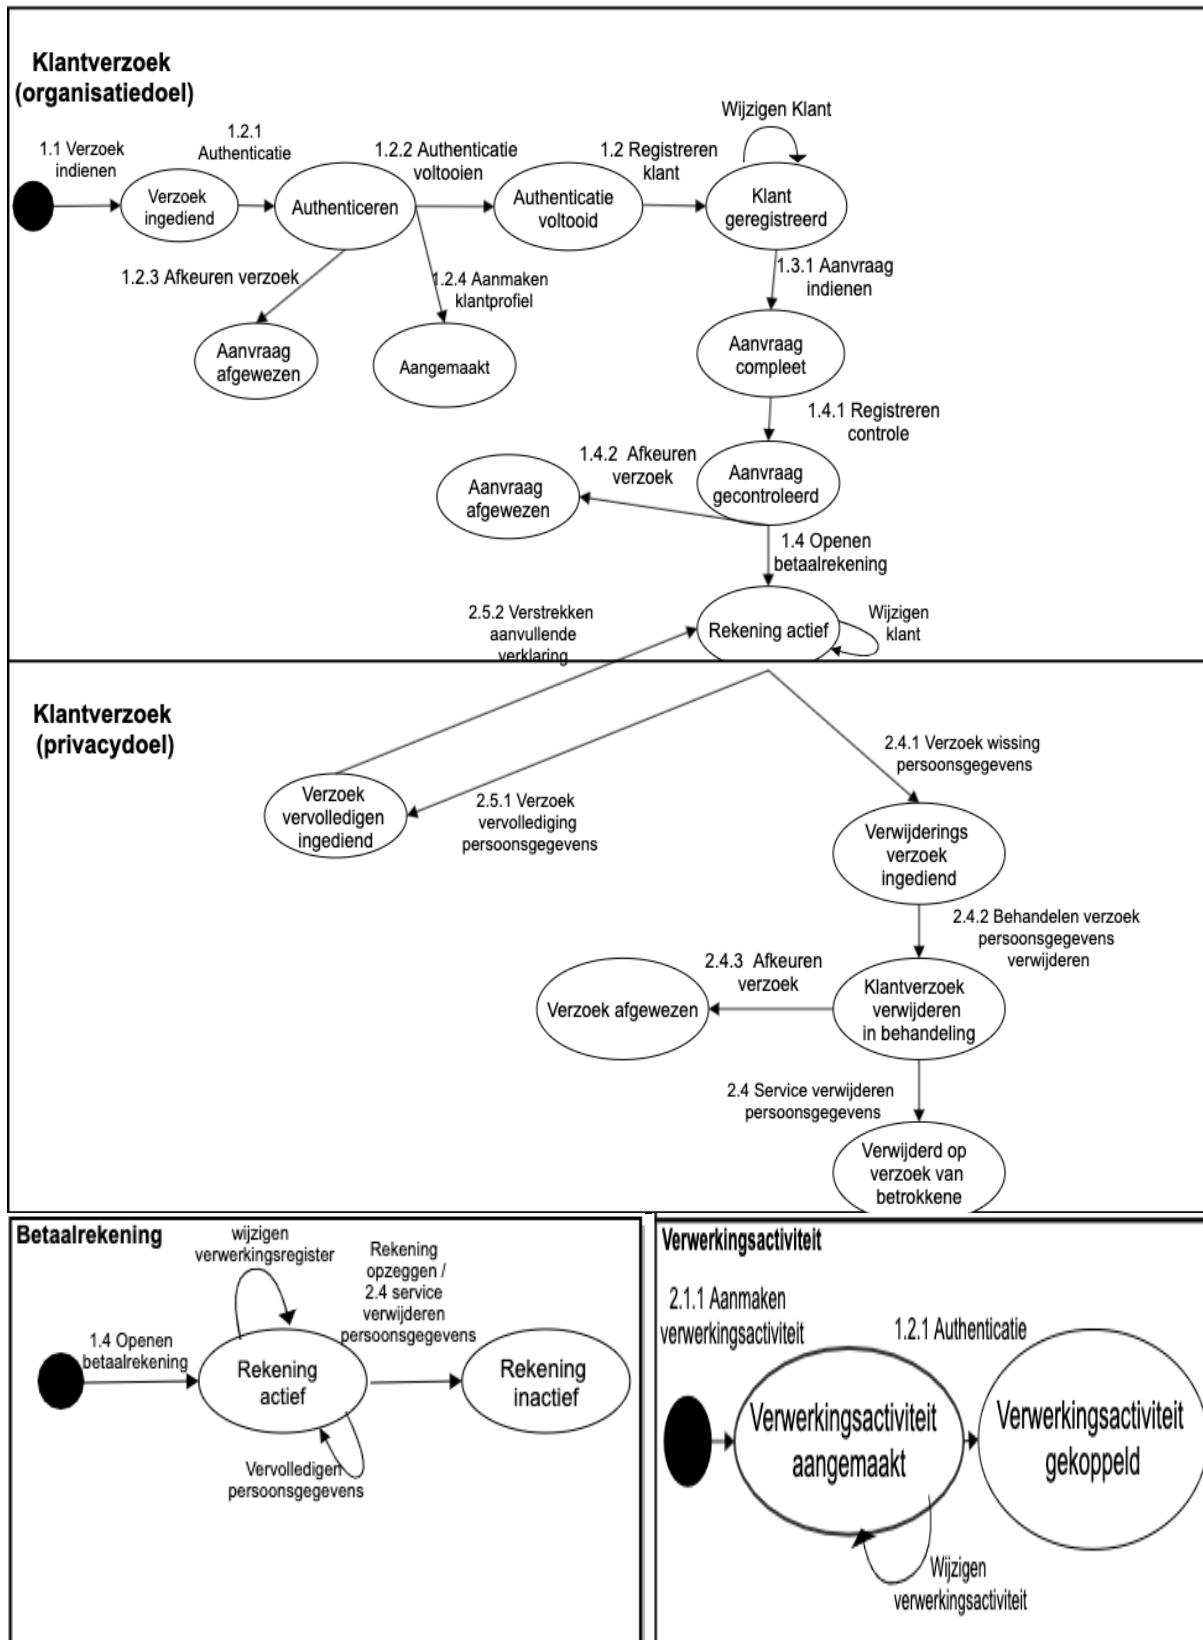 Klantverzoek
(organisatiedoel)
1.1 Verzoek
indienen
Verzoek
ingediend
1.2.1
Authenticatie
Authenticeren
1.2.2 Authenticatie
voltooien
Authenticatie
voltooid
1.2 Registreren
klant
Wijzigen Klant
Klant
geregistreerd
1.2.3 Afkeuren verzoek
Aanvraag
afgewezen
1.2.4 Aanmaken
klantprofiel
Aangemaakt
1.3.1 Aanvraag
indienen
Aanvraag
compleet
1.4.1 Registreren
controle
Aanvraag
gecontroleerd
1.4.2 Afkeuren
verzoek
Aanvraag
afgewezen
1.4 Openen
betaalrekening
Rekening actief
Wijzigen
klant
2.5.2 Verstrekken
aanvullende
verklaring
Klantverzoek
(privacydoel)
Verzoek
vervolledigen
ingediend
2.5.1 Verzoek
vervollediging
persoonsgegevens
2.4.1 Verzoek wissing
persoonsgegevens
Verwijderings
verzoek
ingediend
2.4.2 Behandelen verzoek
persoonsgegevens
verwijderen
Klantverzoek
verwijderen
in behandeling
2.4.3 Afkeuren
verzoek
Verzoek afgewezen
2.4 Service verwijderen
persoonsgegevens
Verwijderd op
verzoek van
betrokkene
Betaalrekening
1.4 Openen
betaalrekening
wijzigen
verwerkingsregister
Rekening
actief
Vervolledigen
persoonsgegevens
Rekening
opzeggen /
2.4 service
verwijderen
persoonsgegevens
Rekening
inactief
Verwerkingsactiviteit
2.1.1 Aanmaken
verwerkingsactiviteit
Verwerkingsactiviteit
aangemaakt
Wijzigen
verwerkingsactiviteit
1.2.1 Authenticatie
Verwerkingsactiviteit
gekoppeld